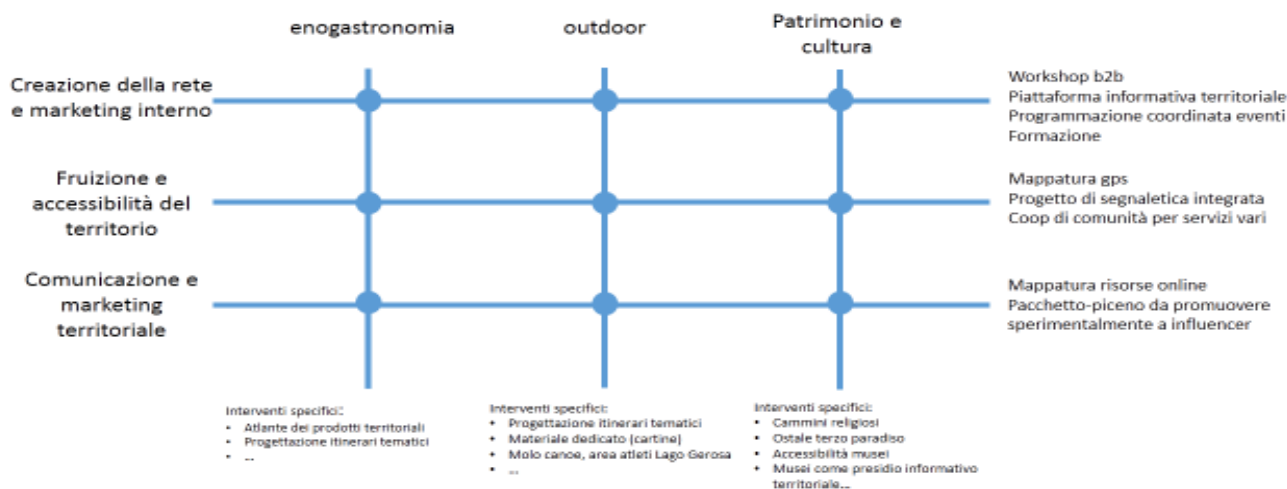 enogastronomia
outdoor
Patrimonio e
cultura
Creazione della rete
e marketing interno
Workshop b2b
Piattaforma informativa territoriale
Programmazione coordinata eventi
Formazione
Fruizione e
accessibilità del
territorio
Mappatura gps
Progetto di segnaletica integrata
Coop di comunità per servizi vari
Comunicazione e
marketing
territoriale
Mappatura risorse online
Pacchetto-piceno da promuovere
sperimentalmente a influencer
Interventi specifici:
• Atlante dei prodotti territoriali
• Progettazione itinerari tematici
• ...
Interventi specifici:
• Progettazione itinerari tematici
• Materiale dedicato (cartine)
• Molo canoe, area atleti Lago Gerosa
• ...
Interventi specifici:
• Cammini religiosi
• Ostale terzo paradiso
• Accessibilità musei
• Musei come presidio informativo
territoriale...